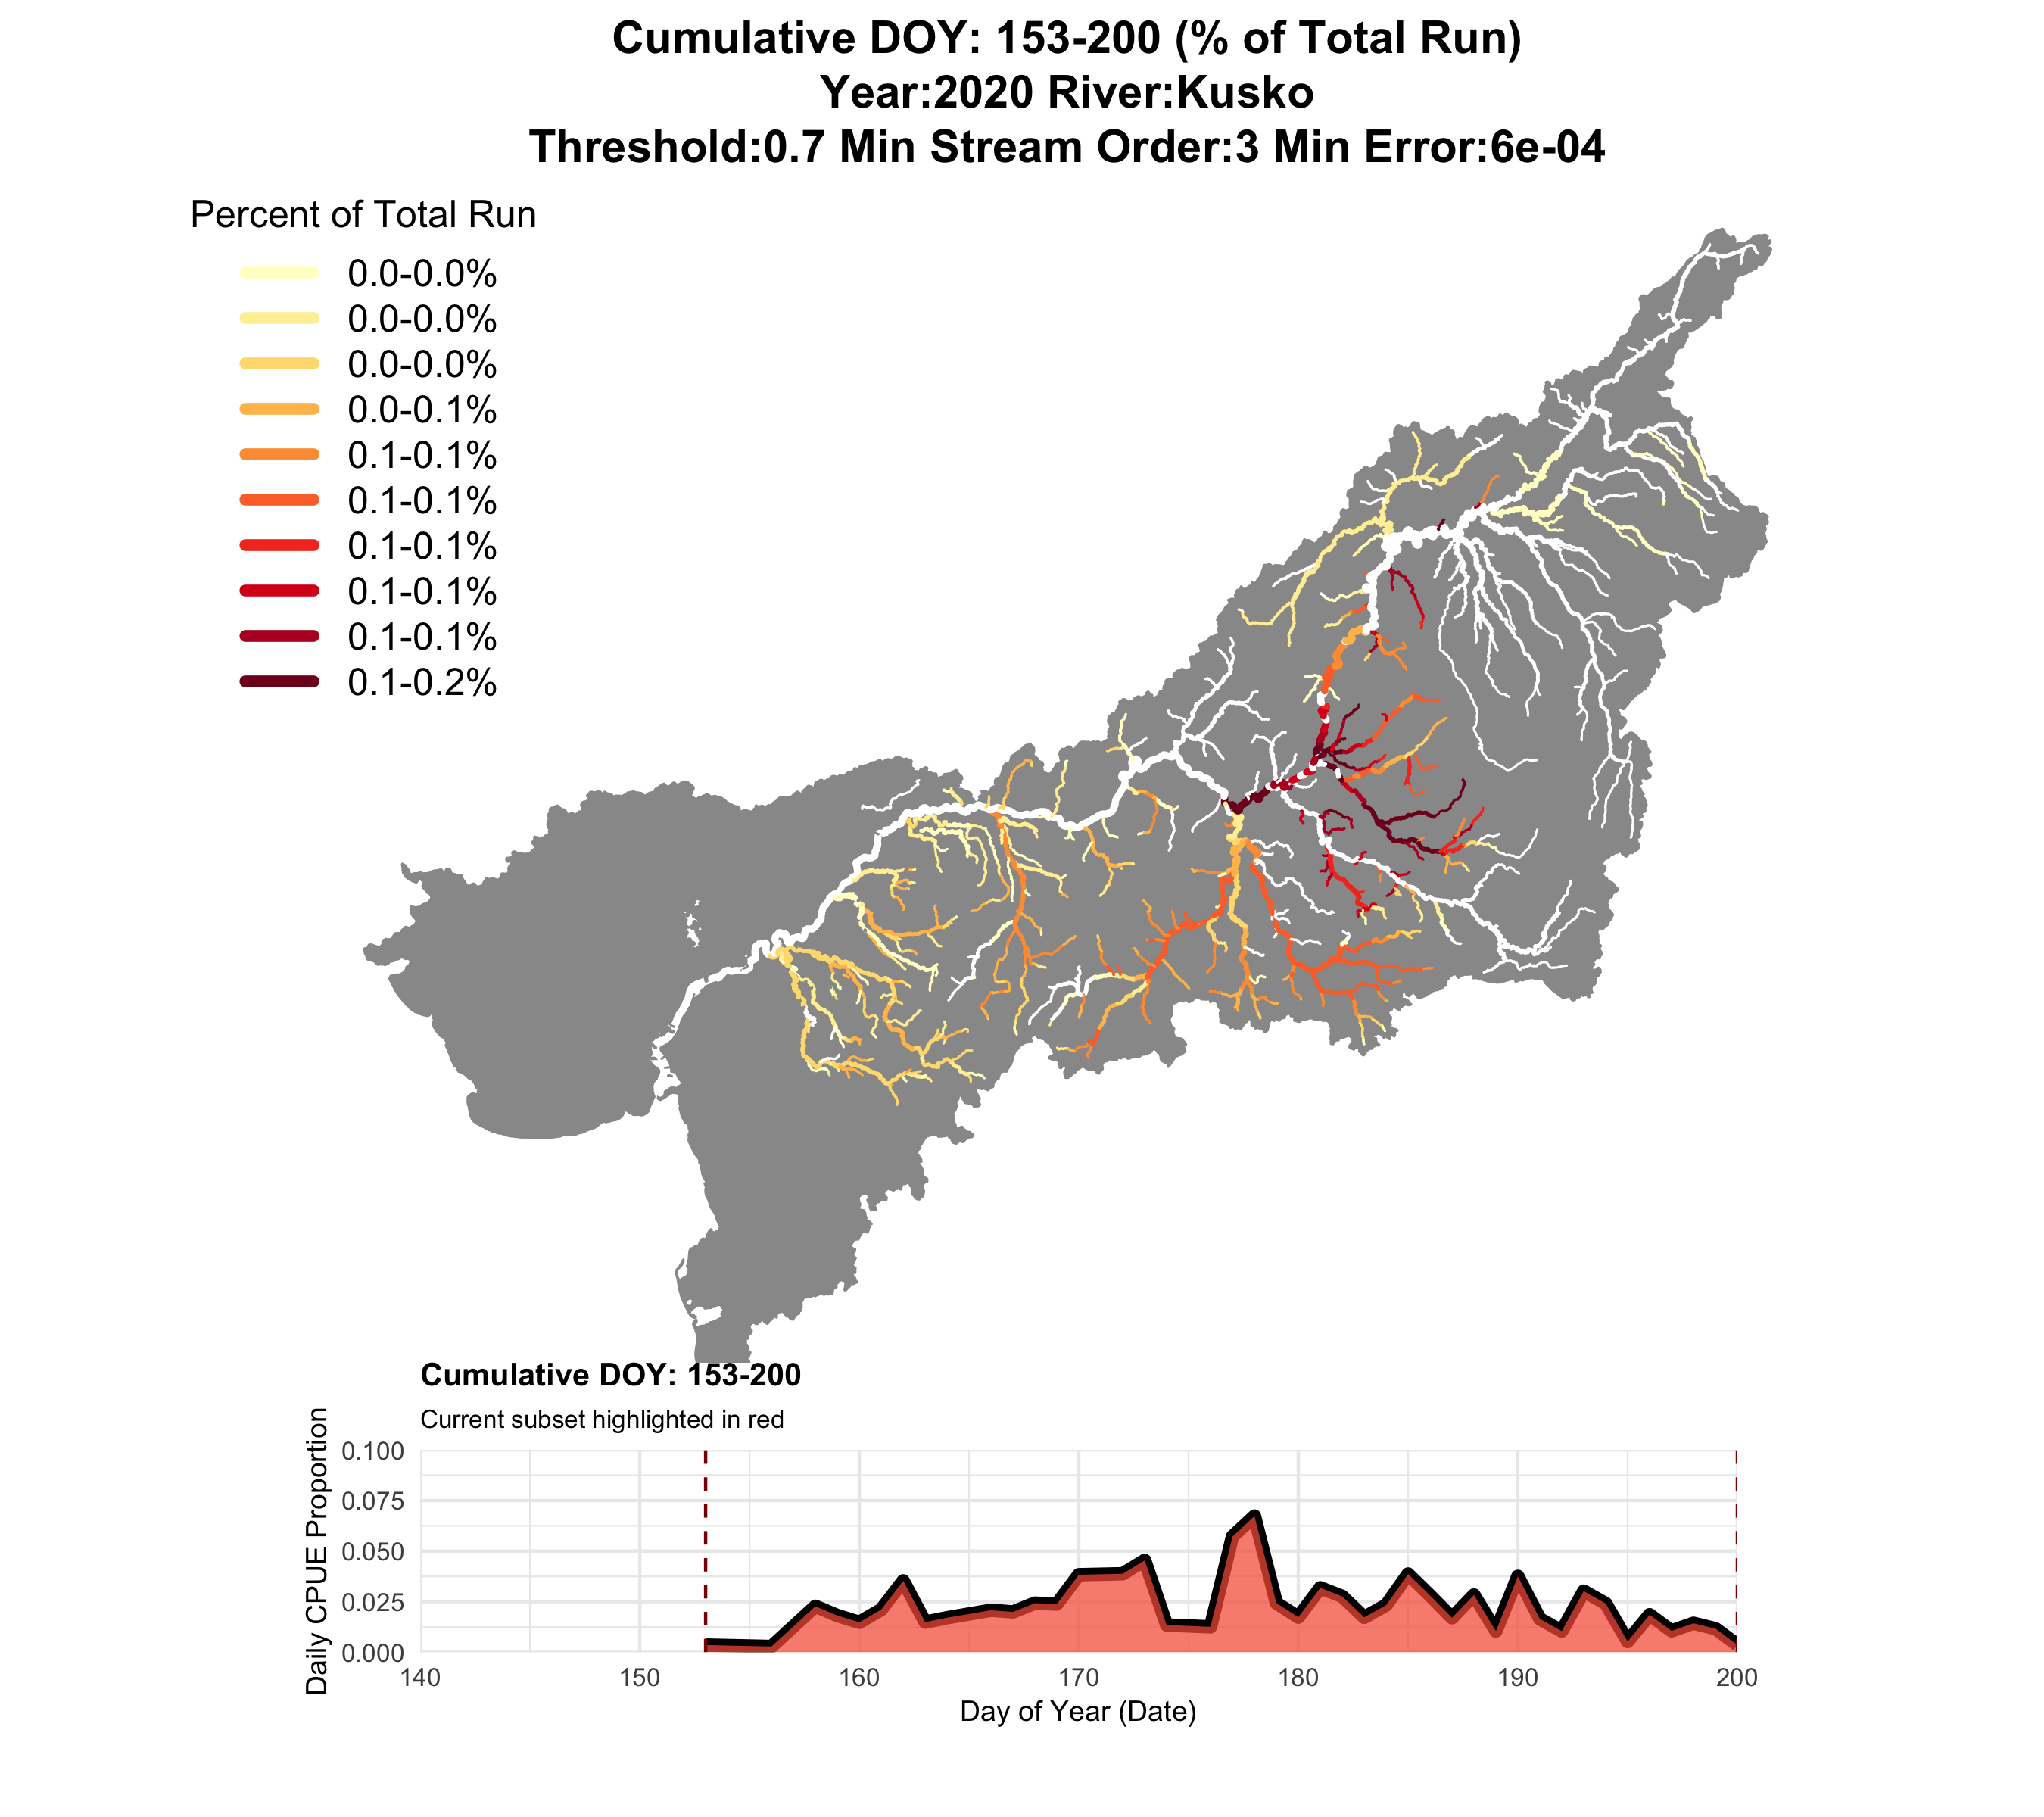 Cumulative DOY: 153-200 (% of Total Run)
Year:2020 River:Kusko
Threshold:0.7 Min Stream Order:3 Min Error:6e-04
Percent of Total Run
0.0-0.0%
0.0-0.0%
0.0-0.0%
0.0-0.1%
0.1-0.1%
0.1-0.1%
0.1-0.1%
0.1-0.1%
0.1-0.1%
0.1-0.2%
Cumulative DOY: 153-200
Current subset highlighted in red
Daily CPUE Proportion
0.100
0.075
0.050
0.025
0.000
140 150 160 170 180 190 200
Day of Year (Date)